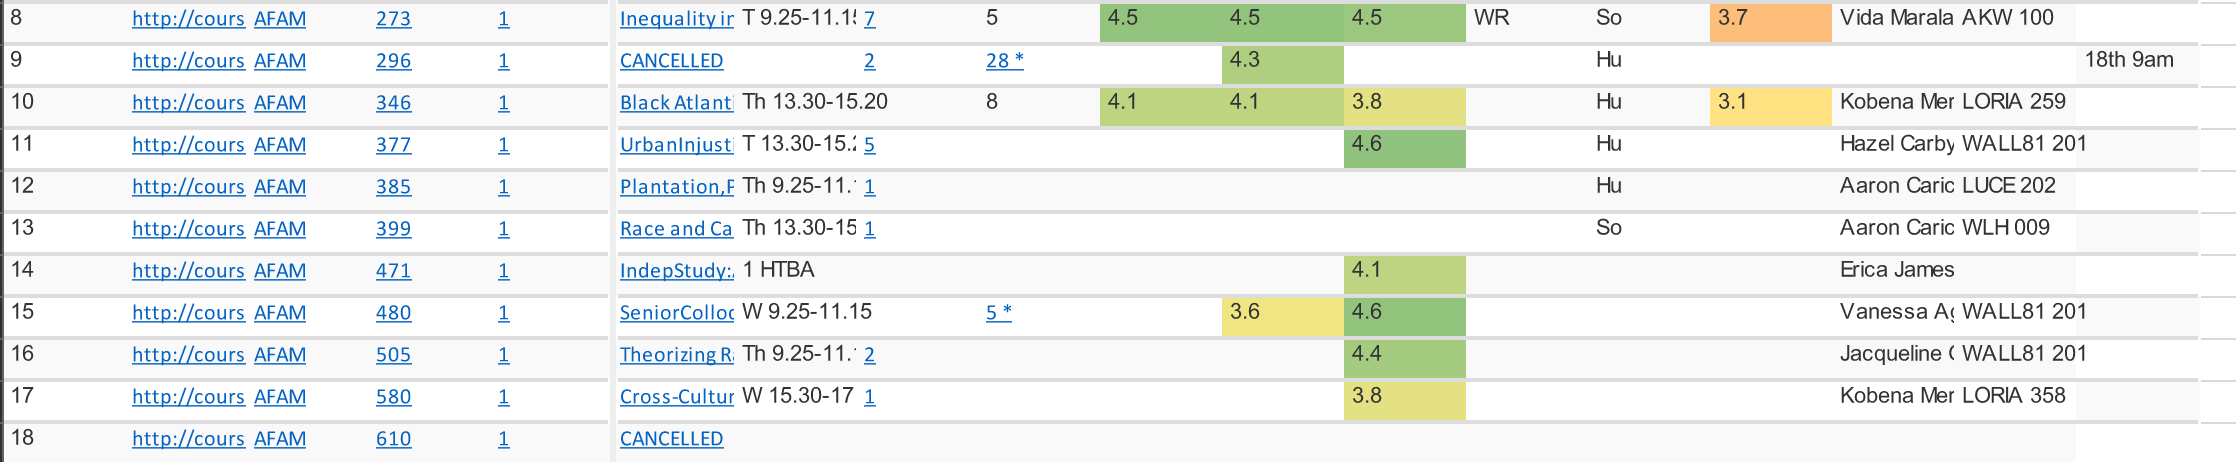 8 http://cours AFAM 273 1 Inequality in T 9.25-11.15 7 5 4.5 4.5 4.5 WR So 3.7 Vida Marala AKW 100
9 http://cours AFAM 296 1 CANCELLED 2 28 * 4.3 Hu 18th 9am
10 http://cours AFAM 346 1 Black Atlanti Th 13.30-15.20 8 4.1 4.1 3.8 Hu 3.1 Kobena Mer LORIA 259
11 http://cours AFAM 377 1 UrbanInjusti T 13.30-15.2 5 4.6 Hu Hazel Carby WALL81 201
12 http://cours AFAM 385 1 Plantation,P Th 9.25-11. 1 Hu Aaron Caric LUCE 202
13 http://cours AFAM 399 1 Race and Ca Th 13.30-15 1 So Aaron Caric WLH 009
14 http://cours AFAM 471 1 IndepStudy: 1 HTBA 4.1 Erica James
15 http://cours AFAM 480 1 SeniorColloq W 9.25-11.15 5 * 3.6 4.6 Vanessa Ag WALL81 201
16 http://cours AFAM 505 1 Theorizing Ra Th 9.25-11. 2 4.4 Jacqueline WALL81 201
17 http://cours AFAM 580 1 Cross-Cultur W 15.30-17 1 3.8 Kobena Mer LORIA 358
18 http://cours AFAM 610 1 CANCELLED